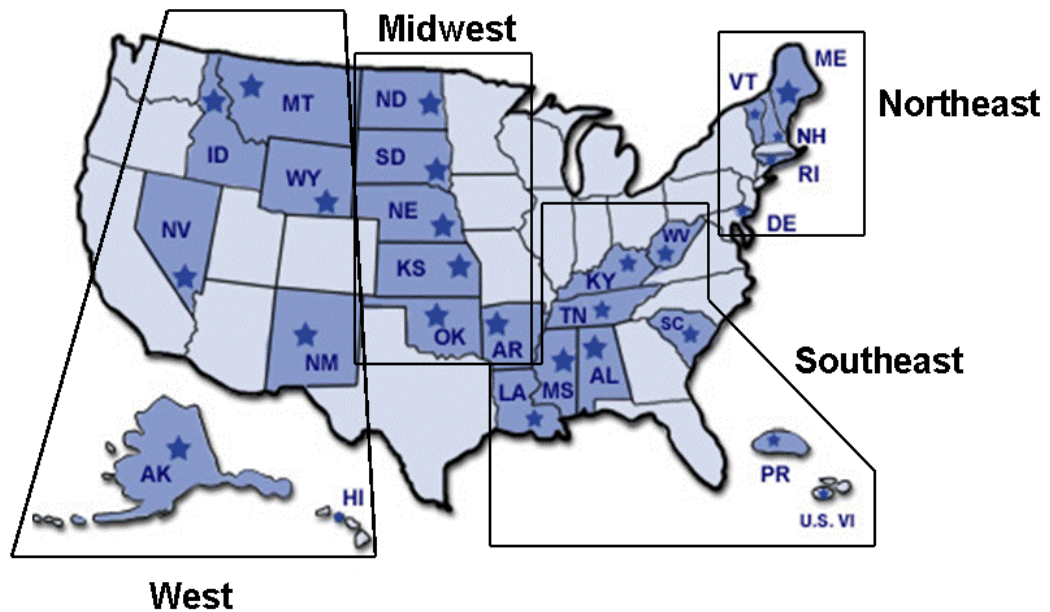 Midwest
Northeast
Southeast
West
ME
VT
NH
RI
DE
MT
ND
ID
SD
WY
NE
NV
WV
KS
KY
TN
OK
SC
AR
NM
AL
MS
LA
AK
HI
PR
U.S. VI